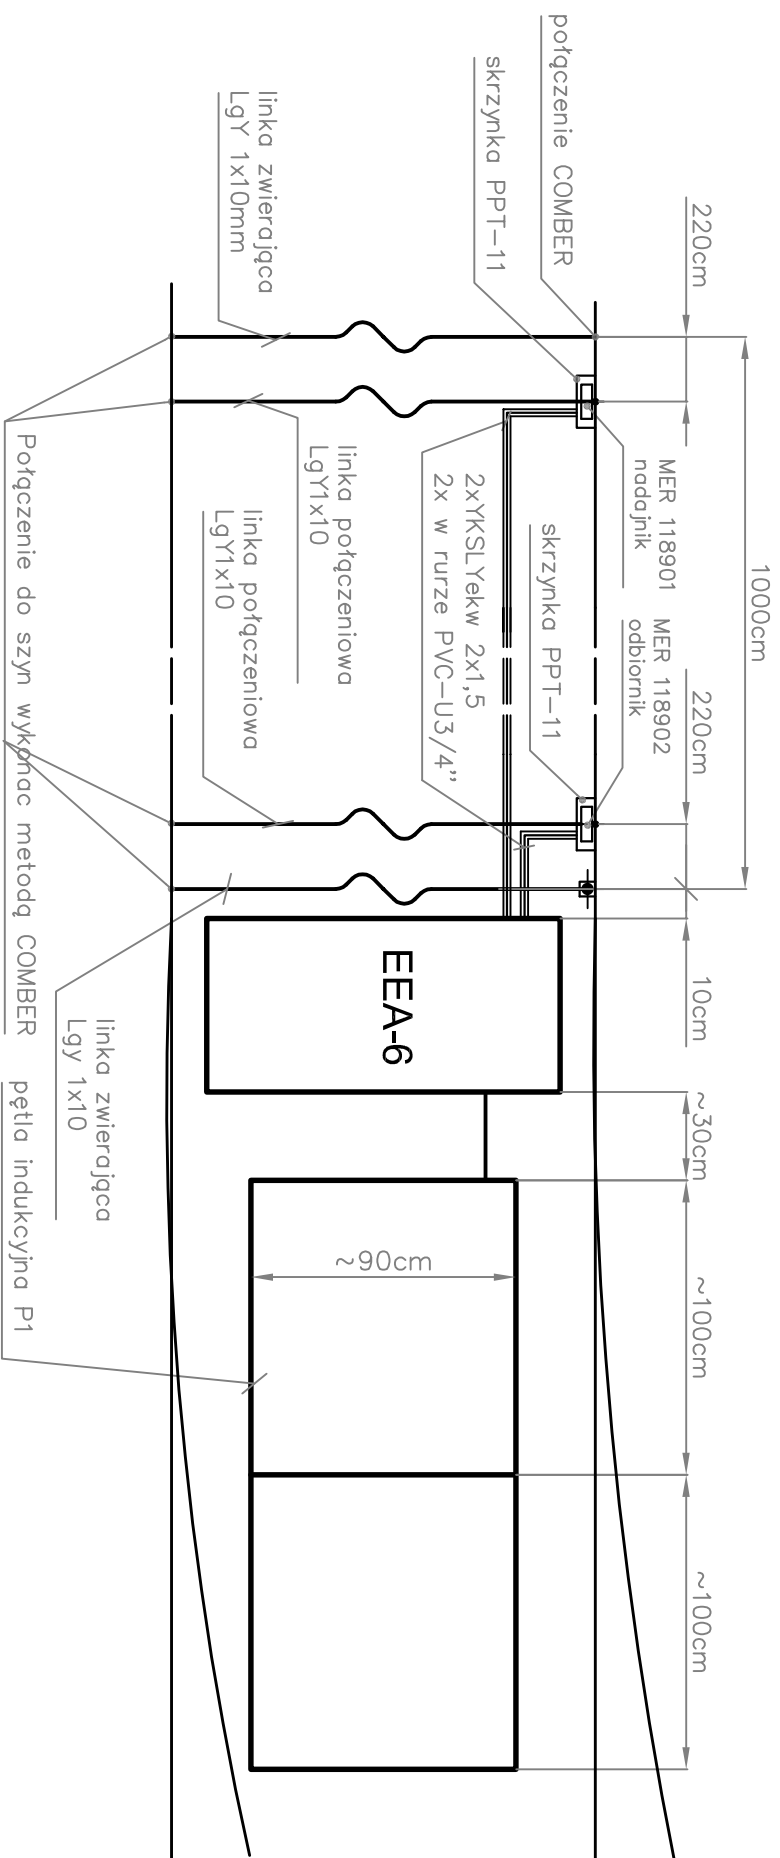 połączenie COMBER
skrzynka PPT-11
linka zwierająca
LgY 1x10mm
220cm
1000cm
MER 118901
nadajnik
MER 118902
odbiornik
220cm
skrzynka PPT-11
2xYKSLYekw 2x1,5
2x w rurze PVC-U3/4"
linka połączeniowa
LgY1x10
linka połączeniowa
LgY1x10
Połączenie do szyn wykonac metodą COMBER
10cm
EEA-6
~30cm
linka zwierająca
Lgy 1x10
pętla indukcyjna P1
~90cm
~100cm
~100cm